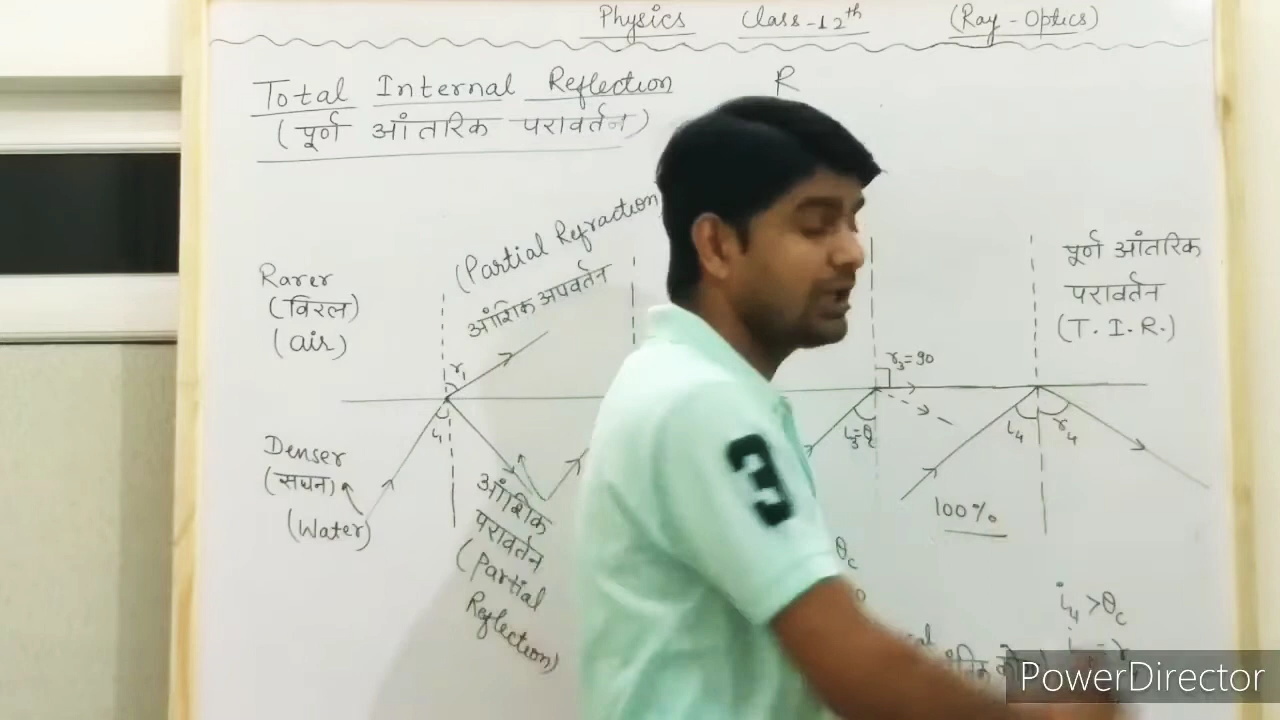 Physics Class-12th (Ray-Optics)
Total Internal Reflection
(पूर्ण आंतरिक परावर्तन)
R
(Partial Refraction)
आंशिक अपवर्तन
Rarer
(विरल)
(air)
r₁
Denser
(सघन)
(Water)
आंशिक
परावर्तन
(Partial
Reflection)
r₃=90
पूर्ण आंतरिक
परावर्तन
(T.I.R.)
i₄ r₄
100%
θc
i₄ >θc
3
PowerDirector